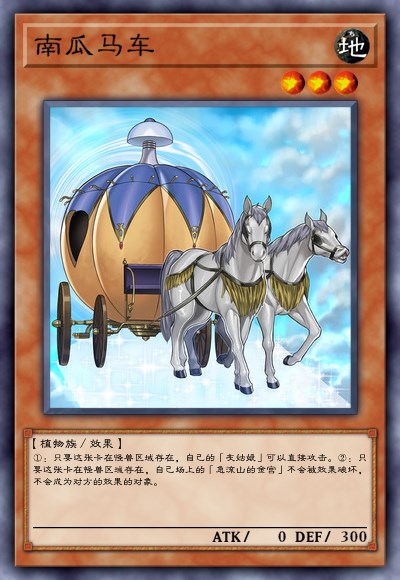 南瓜马车
地
【植物族／效果】
①：只要这张卡在怪兽区域存在，自己的「灰姑娘」可以直接攻击。②：只
要这张卡在怪兽区域存在，自己场上的「急凉山的金宫」不会被效果破坏，
不会成为对方的效果的对象。
ATK/ 0 DEF/ 300